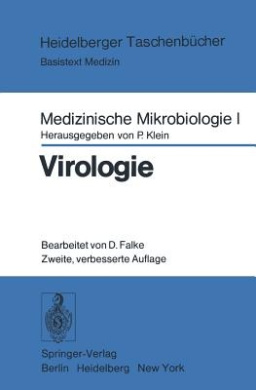 Heidelberger Taschenbücher
Basistext Medizin
Medizinische Mikrobiologie I
Herausgegeben von P. Klein
Virologie
Bearbeitet von D. Falke
Zweite, verbesserte Auflage
Springer-Verlag
Berlin Heidelberg New York